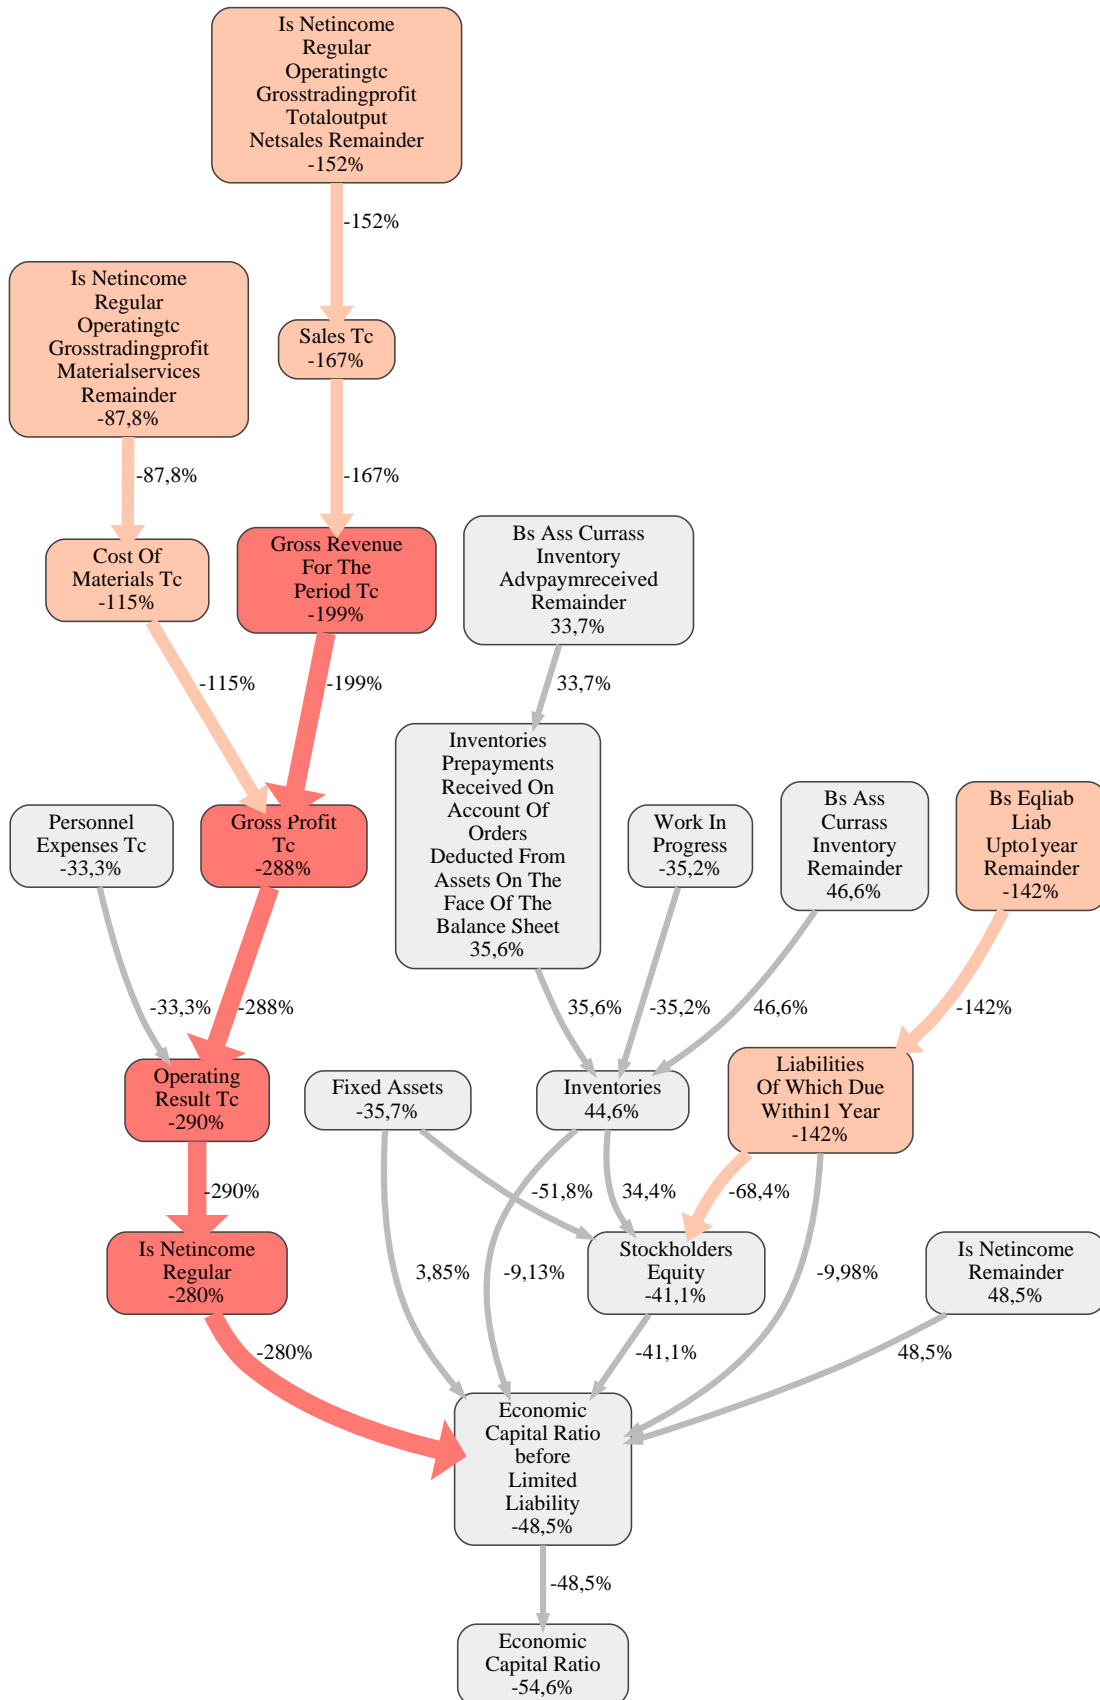 Is Netincome
Regular
Operatingtc
Grosstradingprofit
Totaloutput
Netsales Remainder
-152%
-152%
Is Netincome
Regular
Operatingtc
Grosstradingprofit
Materialservices
Remainder
-87,8%
Sales Tc
-167%
-87,8%
-167%
Cost Of
Materials Tc
-115%
Gross Revenue
For The
Period Tc
-199%
Bs Ass Currass
Inventory
Advpaymreceived
Remainder
33,7%
-115%
-199%
33,7%
Inventories
Prepayments
Received On
Account Of
Orders
Deducted From
Assets On The
Face Of The
Balance Sheet
35,6%
Personnel
Expenses Tc
-33,3%
Gross Profit
Tc
-288%
Work In
Progress
-35,2%
Bs Ass
Currass
Inventory
Remainder
46,6%
Bs Eqliab
Liab
Upto1year
Remainder
-142%
-33,3%
-288%
35,6%
-35,2%
46,6%
-142%
Operating
Result Tc
-290%
Fixed Assets
-35,7%
Inventories
44,6%
Liabilities
Of Which Due
Within1 Year
-142%
-290%
-51,8%
34,4%
-68,4%
Is Netincome
Regular
-280%
3,85%
-9,13%
Stockholders
Equity
-41,1%
-9,98%
Is Netincome
Remainder
48,5%
-280%
-41,1%
48,5%
Economic
Capital Ratio
before
Limited
Liability
-48,5%
-48,5%
Economic
Capital Ratio
-54,6%